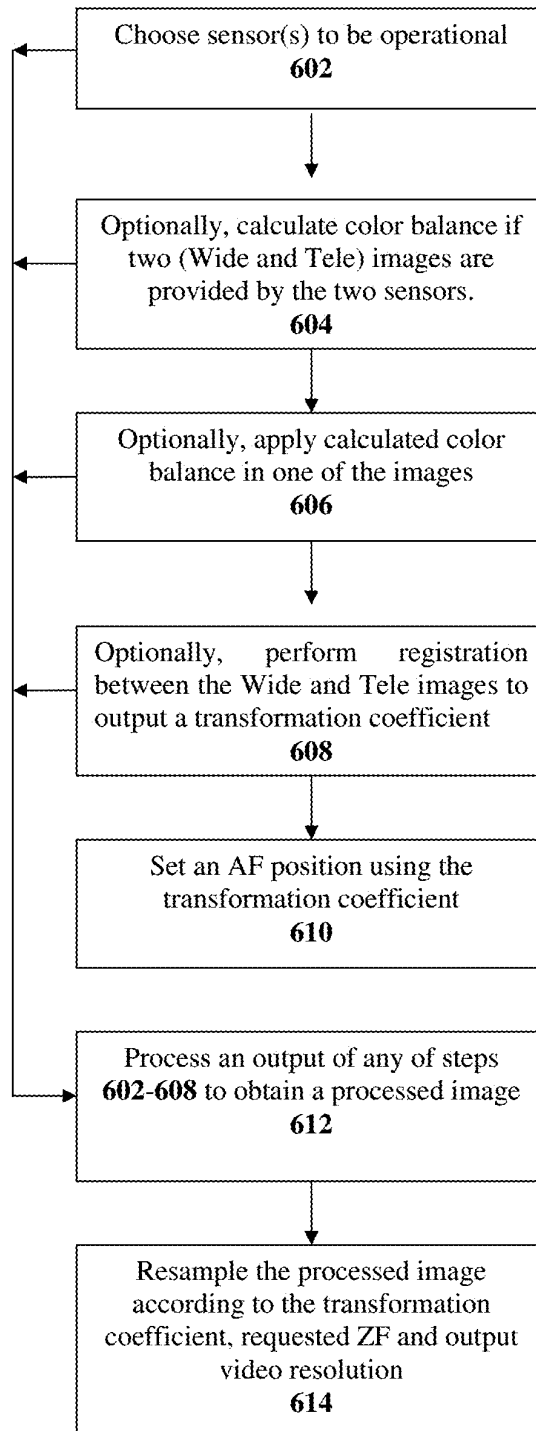 Choose sensor(s) to be operational
602
Optionally, calculate color balance if
two (Wide and Tele) images are
provided by the two sensors.
604
Optionally, apply calculated color
balance in one of the images
606
Optionally, perform registration
between the Wide and Tele images to
output a transformation coefficient
608
Set an AF position using the
transformation coefficient
610
Process an output of any of steps
602-608 to obtain a processed image
612
Resample the processed image
according to the transformation
coefficient, requested ZF and output
video resolution
614